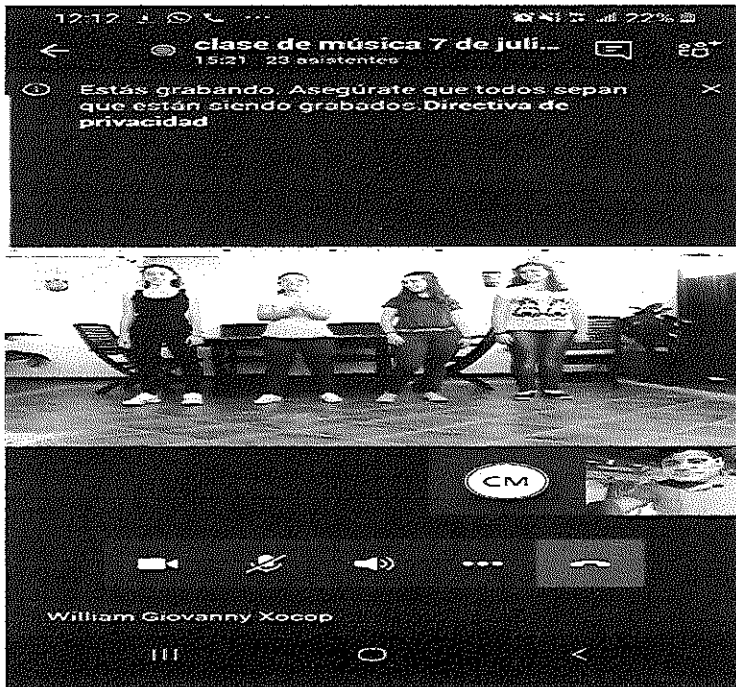 12:12 22%
clase de música 7 de juli...
15:21 23 asistentes
Estás grabando. Asegúrate que todos sepan
que están siendo grabados.Directiva de
privacidad
CM
William Giovanny Xocop